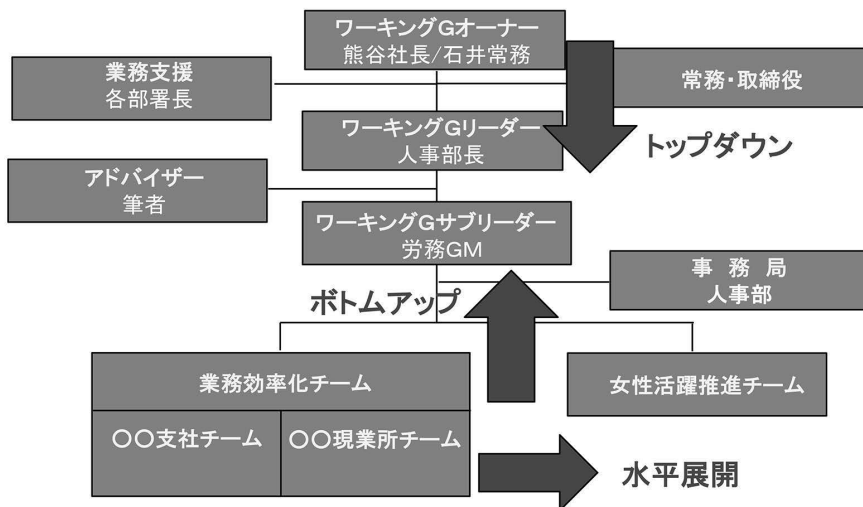 ワーキングGオーナー
熊谷社長/石井常務
業務支援
各部署長
常務・取締役
ワーキングGリーダー
人事部長
トップダウン
アドバイザー
筆者
ワーキングGサブリーダー
労務GM
事 務 局
人事部
ボトムアップ
業務効率化チーム
女性活躍推進チーム
〇〇支社チーム
〇〇現業所チーム
水平展開